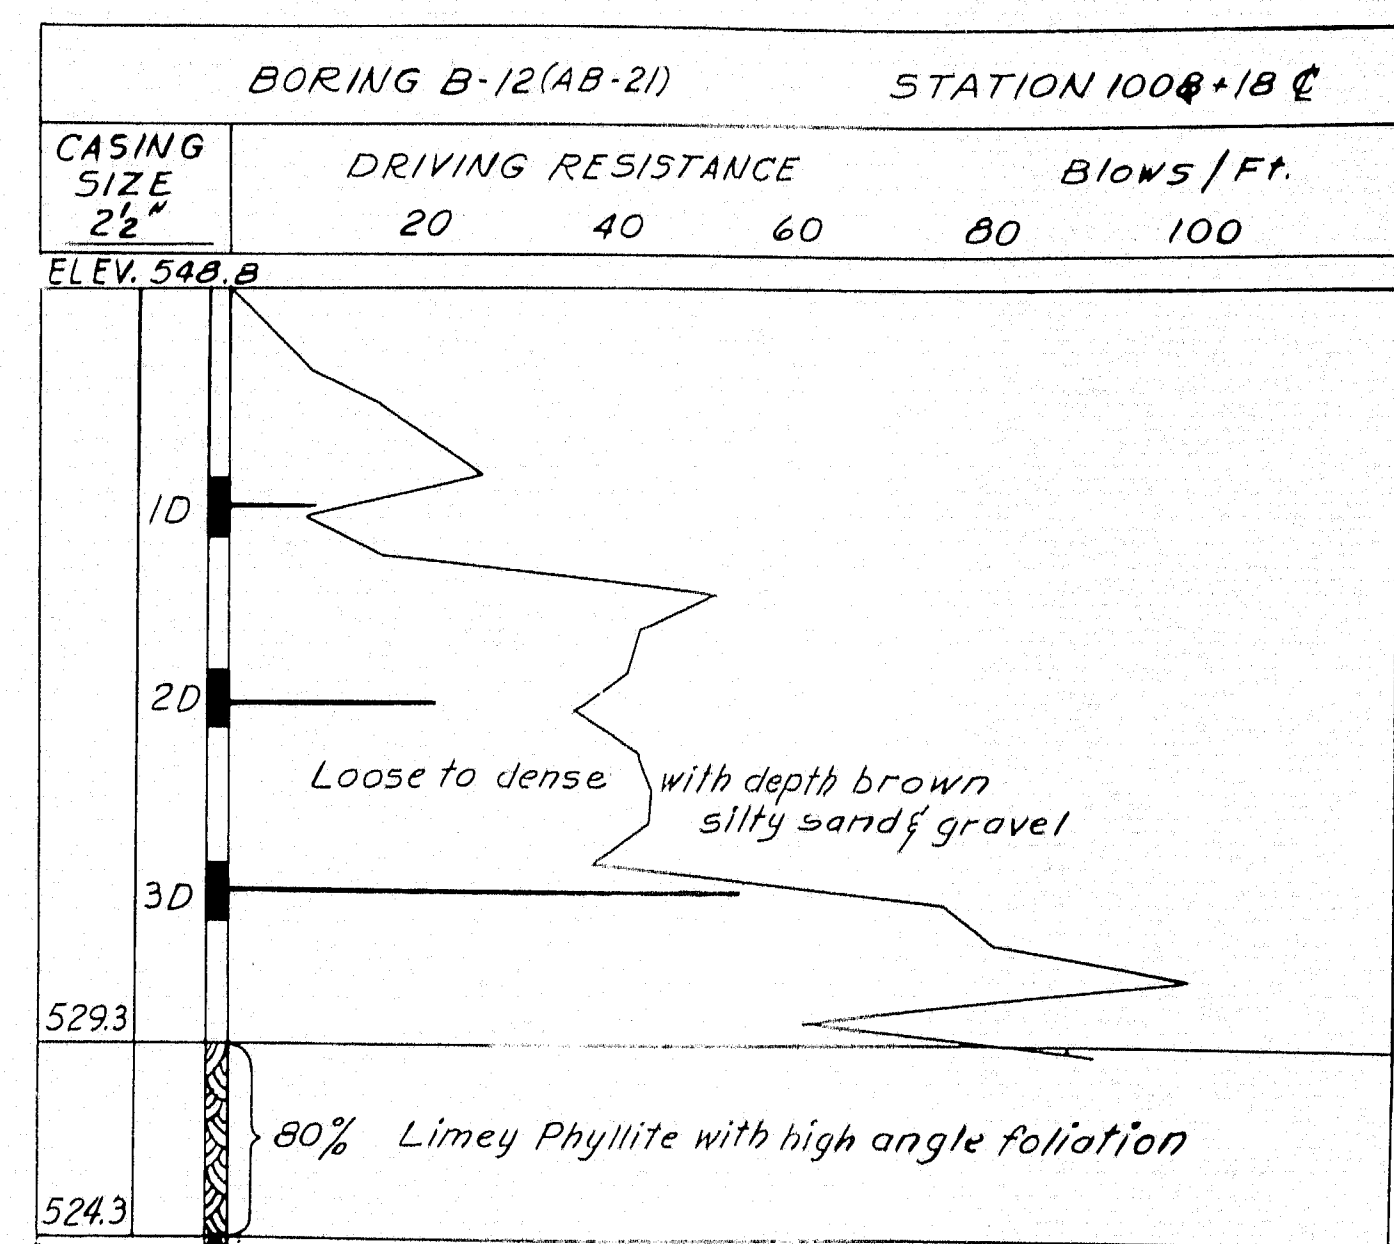 BORING B-12(AB-21) STATION 1008+18 ℄
CASING SIZE 2½"
DRIVING RESISTANCE Blows/Ft.
20 40 60 80 100
ELEV. 548.8
1D
2D
Loose to dense with depth brown
silty sand & gravel
3D
529.3
80% Limey Phyllite with high angle foliation
524.3